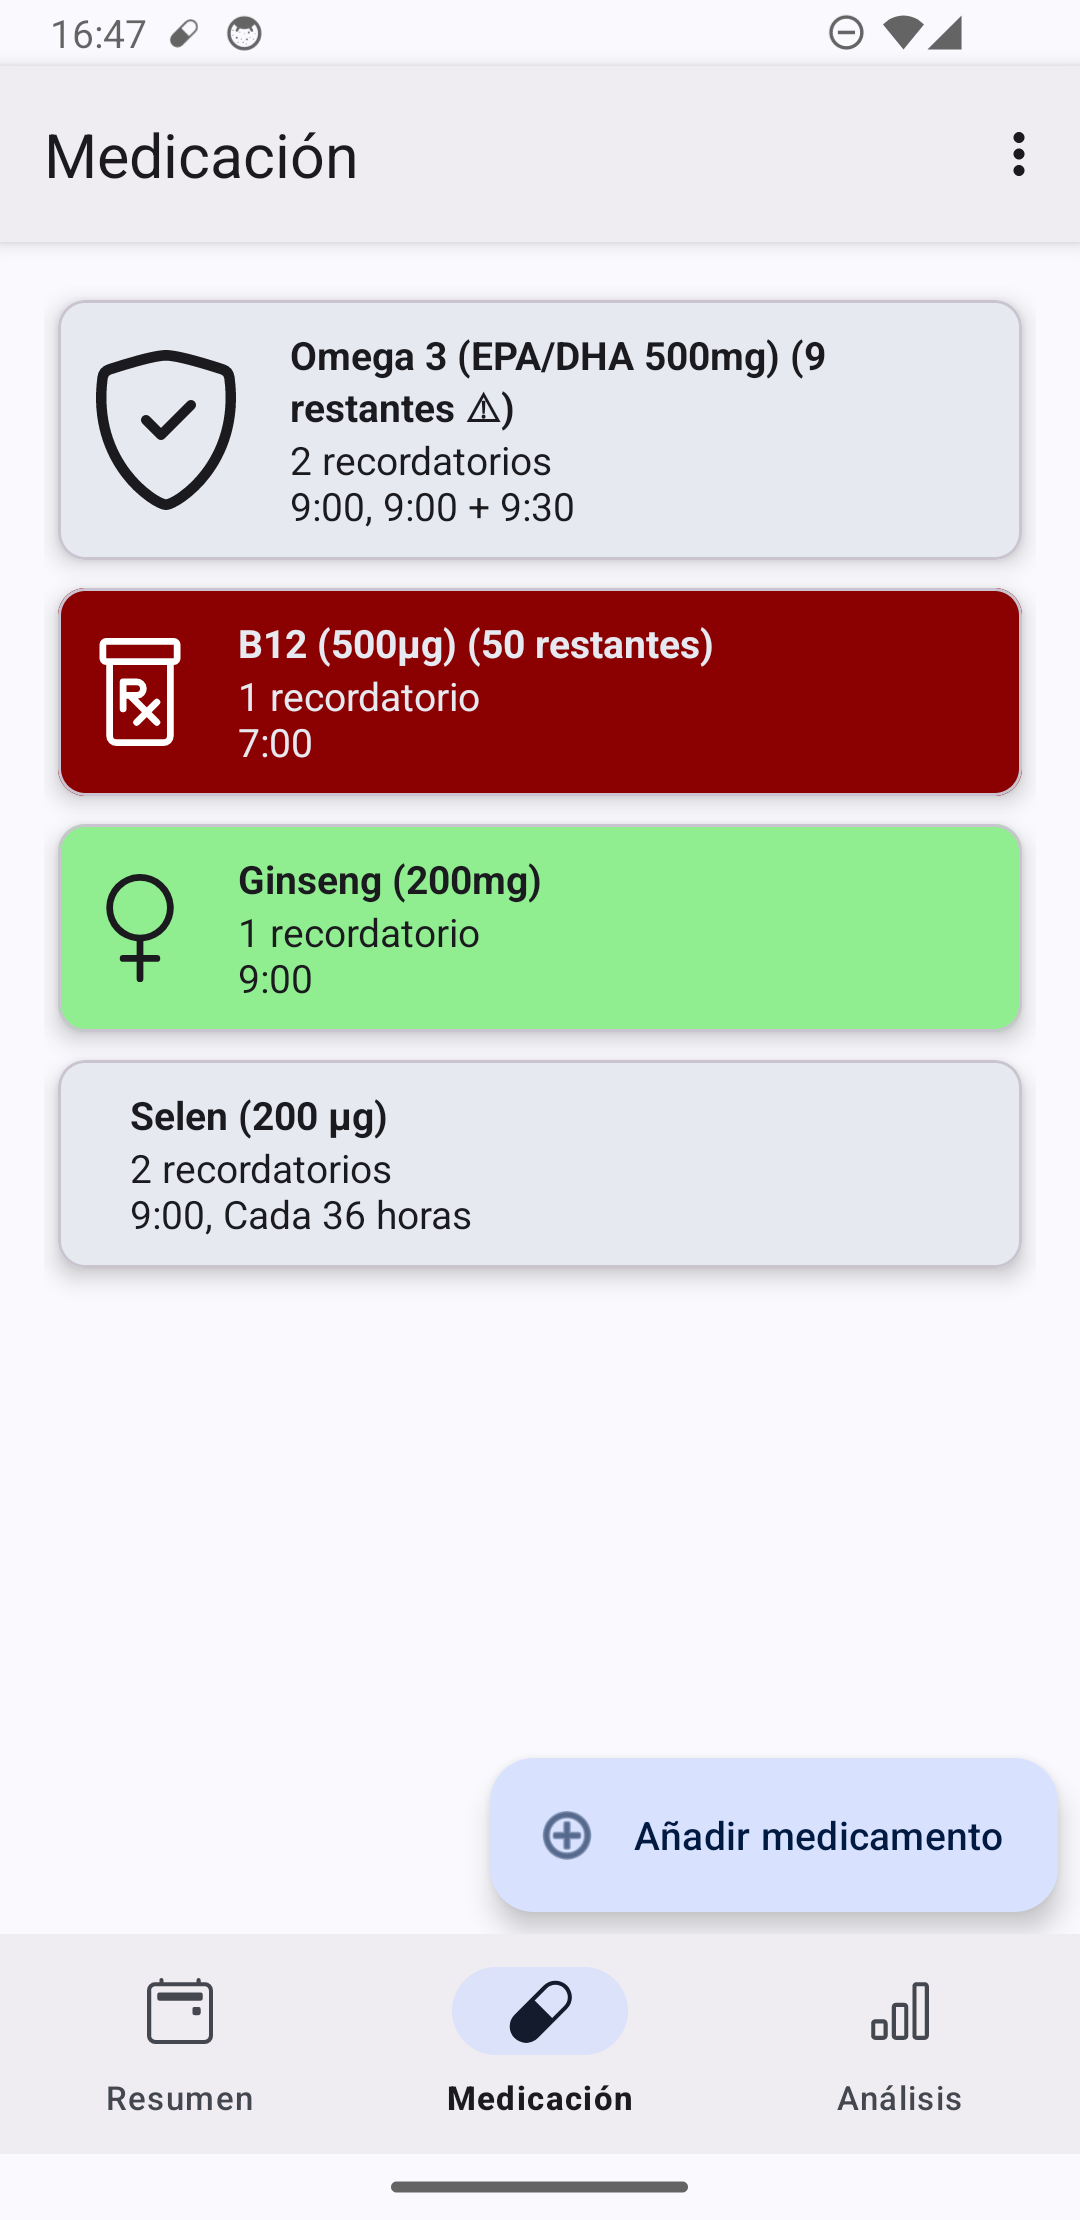 16:47
Medicación
Omega 3 (EPA/DHA 500mg) (9
restantes ⚠)
2 recordatorios
9:00, 9:00 + 9:30
Rx
B12 (500µg) (50 restantes)
1 recordatorio
7:00
Ginseng (200mg)
1 recordatorio
9:00
Selen (200 µg)
2 recordatorios
9:00, Cada 36 horas
Añadir medicamento
Resumen
Medicación
Análisis